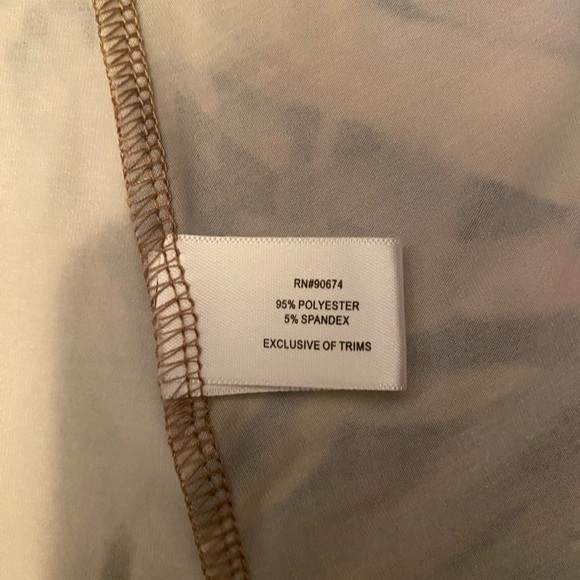 RN#90674
95% POLYESTER
5% SPANDEX
EXCLUSIVE OF TRIMS